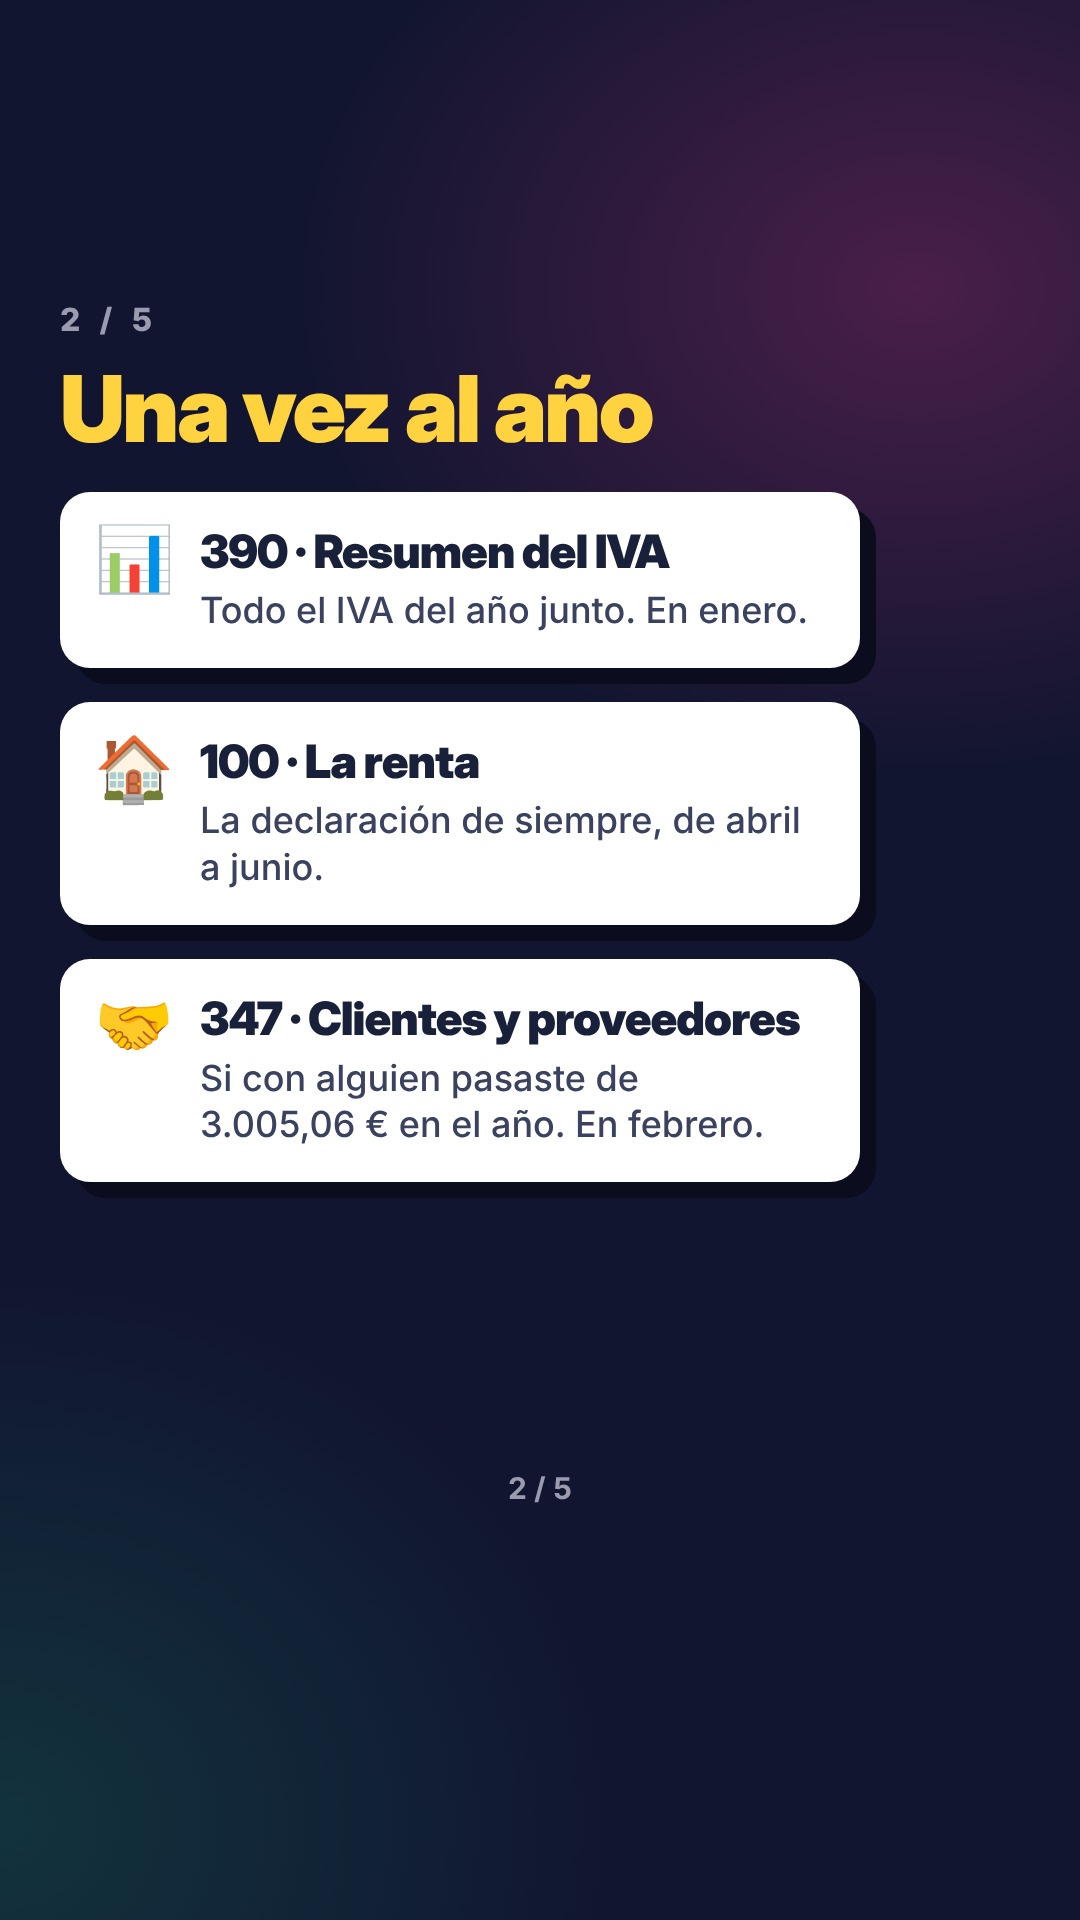 2 / 5
Una vez al año
390 · Resumen del IVA
Todo el IVA del año junto. En enero.
100 · La renta
La declaración de siempre, de abril
a junio.
347 · Clientes y proveedores
Si con alguien pasaste de
3.005,06 € en el año. En febrero.
2 / 5